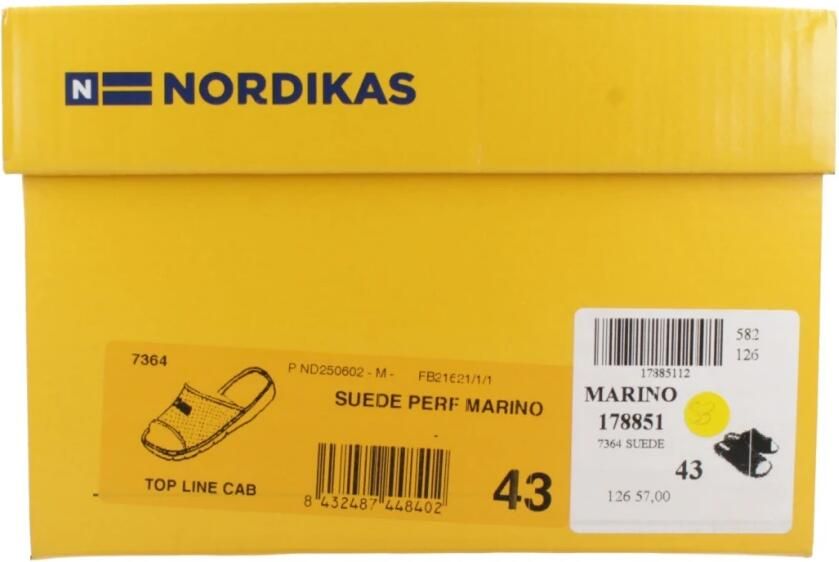 N NORDIKAS
7364
P ND250602 - M - FB21621/1/1
SUEDE PERF MARINO
TOP LINE CAB
8 432487 448402
43
582
126
17885112
MARINO
178851
7364 SUEDE
43
126 57,00